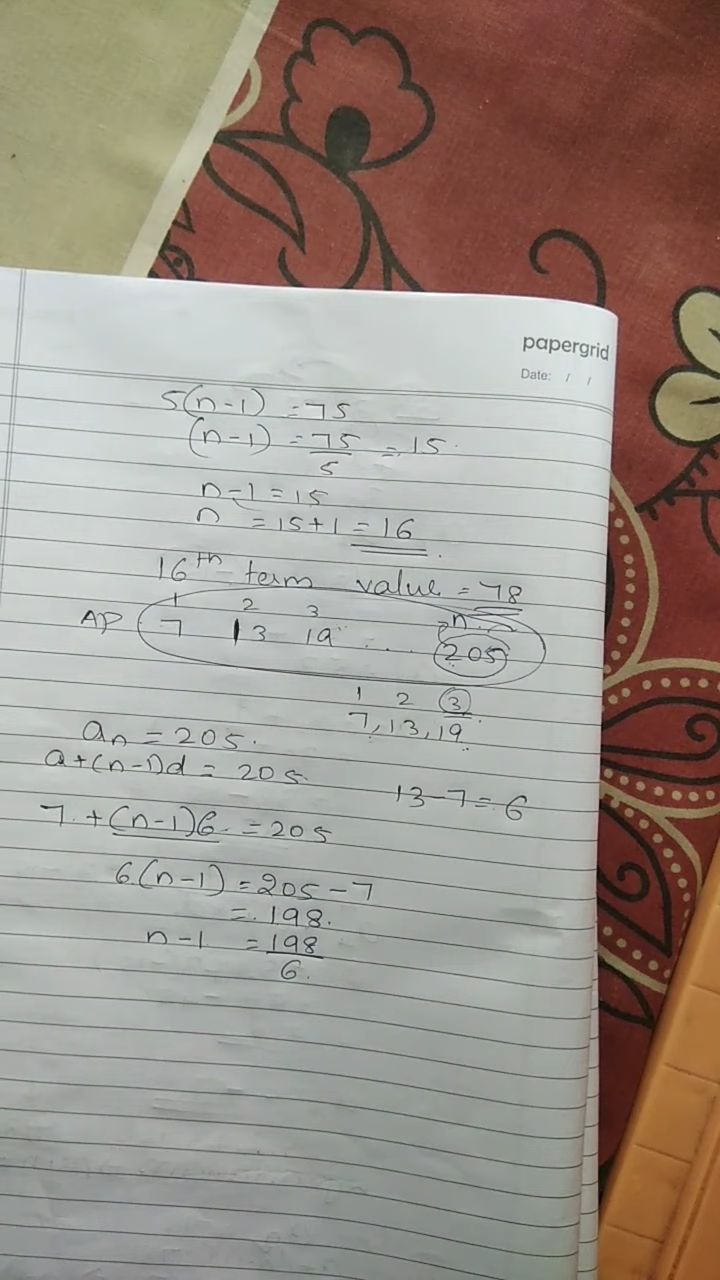 papergrid
Date: / /
5(n-1) = 75
(n-1) = 75/5 = 15
n-1 = 15
n = 15+1 = 16
16th term value = 78
1 2 3 n
AP 7 13 19 .... 205
1 2 3
7, 13, 19
an = 205.
a+(n-1)d = 205.
13-7 = 6
7 + (n-1)6 = 205
6(n-1) = 205-7
= 198.
n-1 = 198/6.